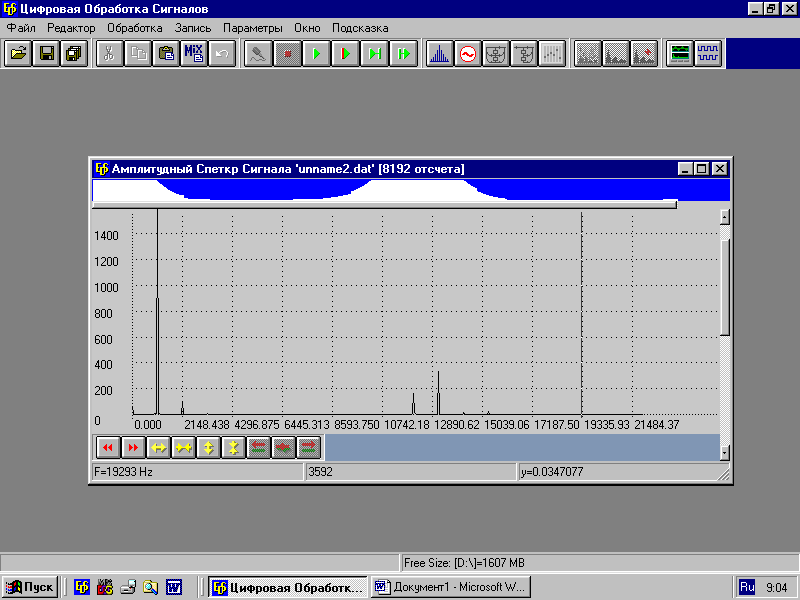 Цифровая Обработка Сигналов
Файл Редактор Обработка Запись Параметры Окно Подсказка
MiX
Амплитудный Спеткр Сигнала 'unname2.dat' [8192 отсчета]
1400
1200
1000
800
600
400
200
0
0.000 2148.438 4296.875 6445.313 8593.750 10742.18 12890.62 15039.06 17187.50 19335.93 21484.37
F=19293 Hz 3592 y=0.0347077
Free Size: [D:\]=1607 MB
Пуск Цифровая Обработк... Документ1 - Microsoft W... Ru 9:04